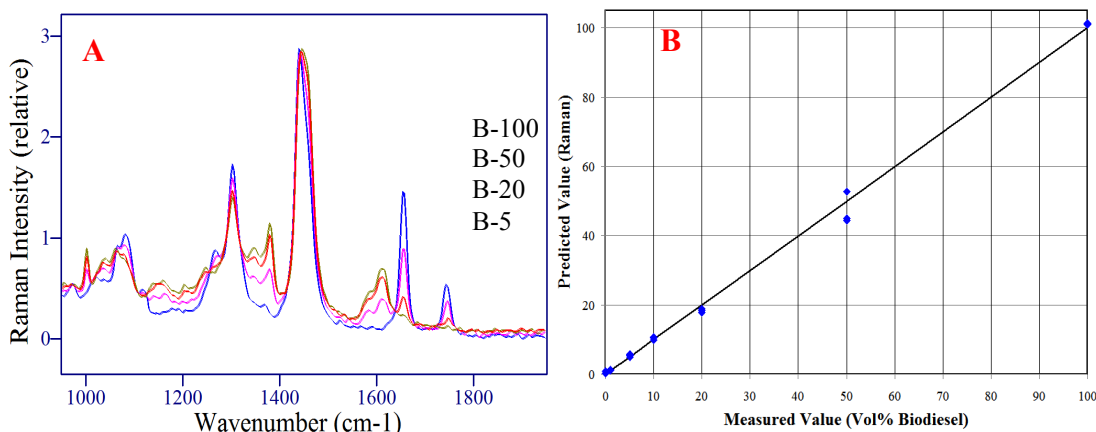 A
Raman Intensity (relative)
3
2
1
0
B-100
B-50
B-20
B-5
1000 1200 1400 1600 1800
Wavenumber (cm-1)
B
Predicted Value (Raman)
100
80
60
40
20
0
0 10 20 30 40 50 60 70 80 90 100
Measured Value (Vol% Biodiesel)